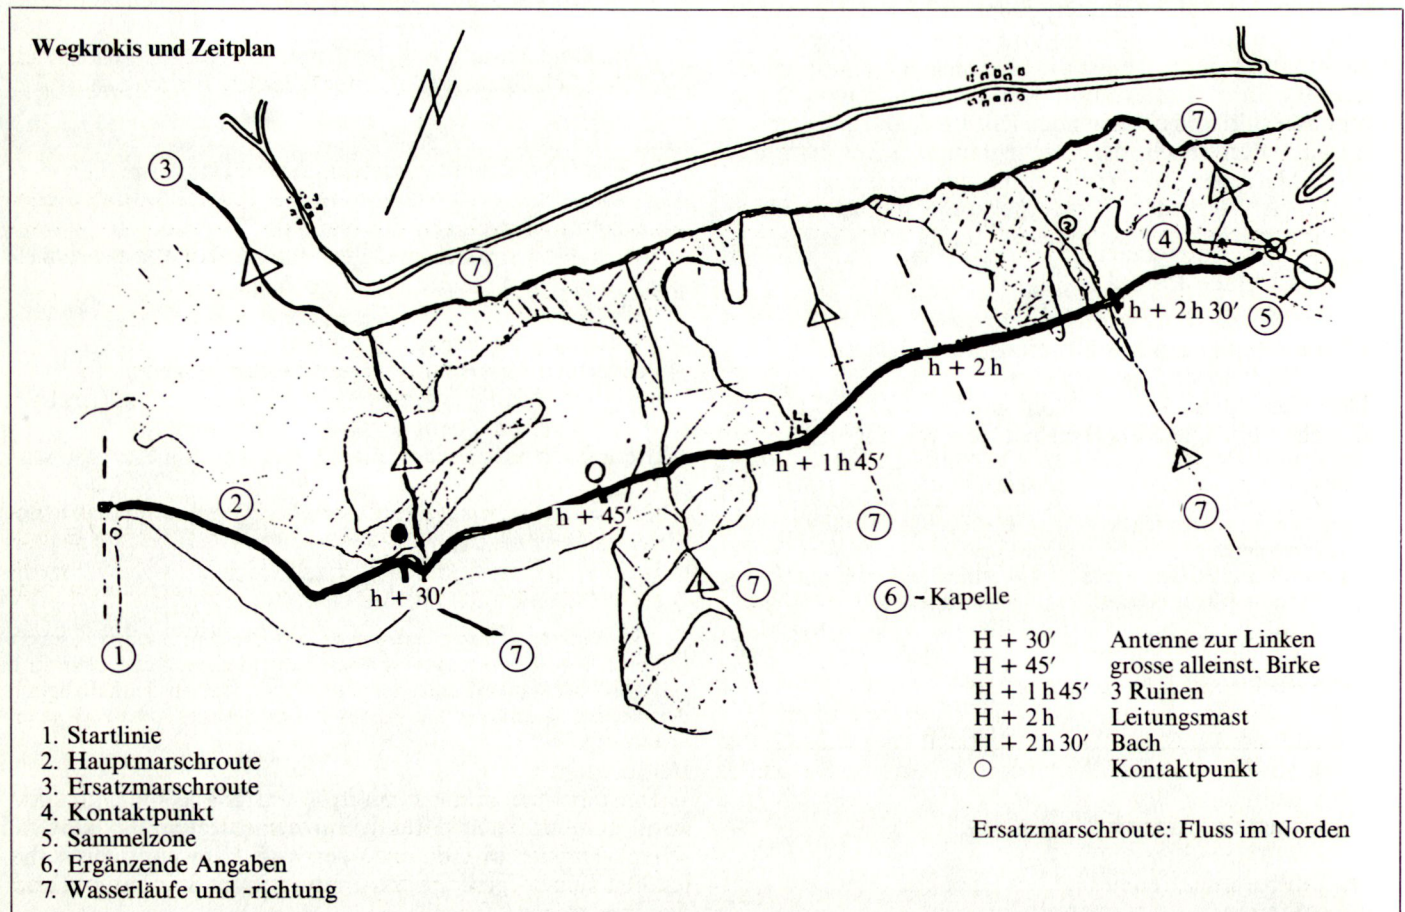 Wegkrokis und Zeitplan
N
3
7
7
4
5
h + 2 h 30′
h + 2 h
h + 1 h 45′
2
h + 45′
7
7
7
h + 30′
1
7
6 - Kapelle
H + 30′ Antenne zur Linken
H + 45′ grosse alleinst. Birke
H + 1 h 45′ 3 Ruinen
H + 2 h Leitungsmast
H + 2 h 30′ Bach
○ Kontaktpunkt
Ersatzmarschroute: Fluss im Norden
1. Startlinie
2. Hauptmarschroute
3. Ersatzmarschroute
4. Kontaktpunkt
5. Sammelzone
6. Ergänzende Angaben
7. Wasserläufe und -richtung